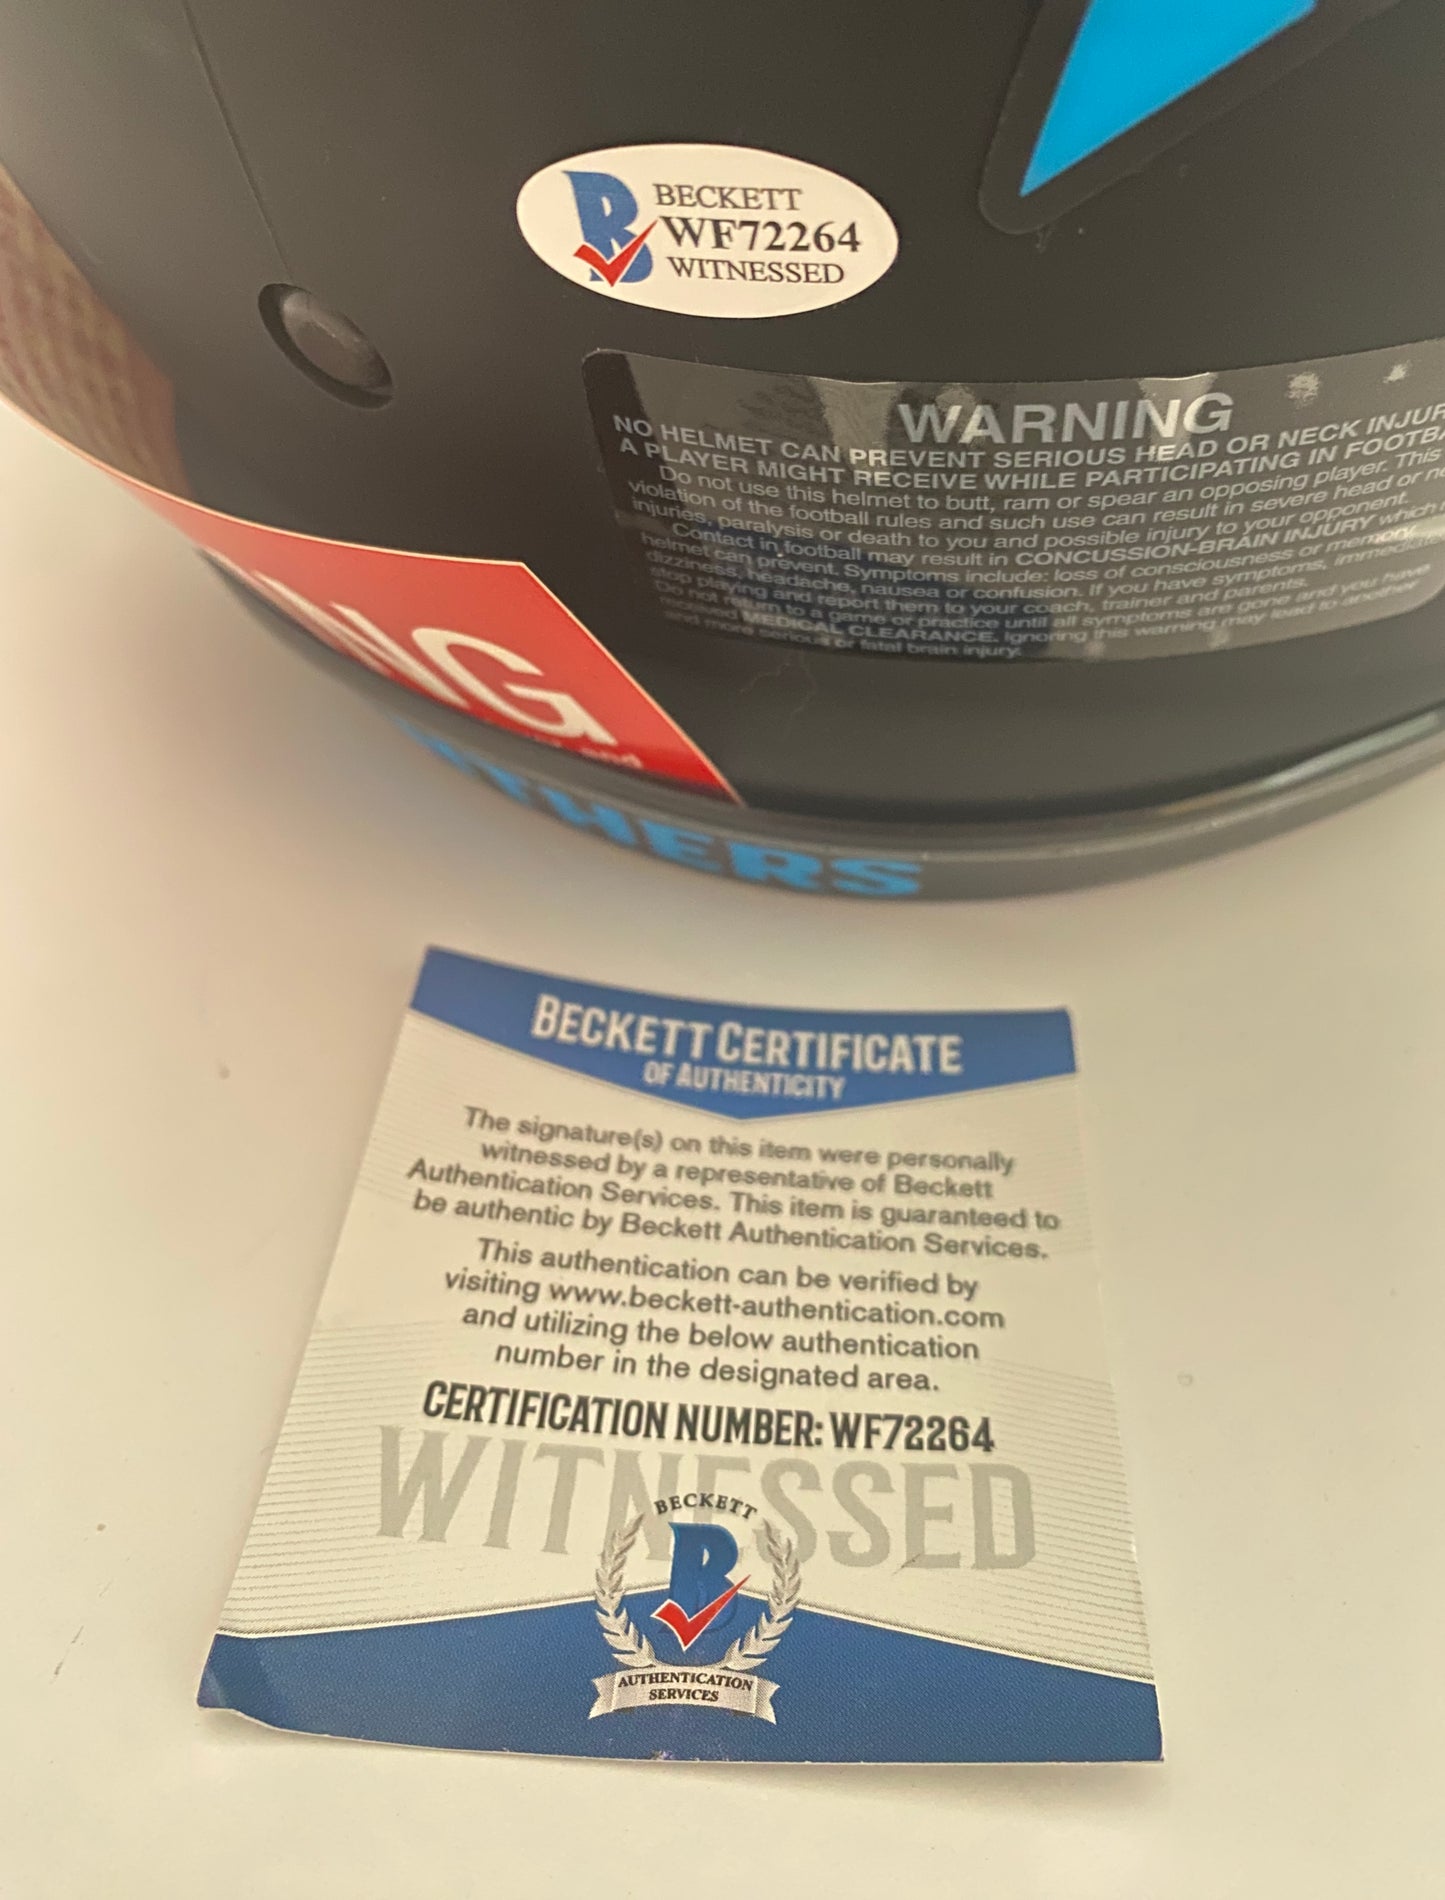 BECKETT
WF72264
WITNESSED
WARNING
NO HELMET CAN PREVENT SERIOUS HEAD OR NECK
A PLAYER MIGHT RECEIVE WHILE PARTICIPATING IN
Do not use this helmet to butt, ram or spear an opposing player. This
violation of the football rules and such use can result in severe head or
injuries, paralysis or death to you and possible injury to your opponent.
Contact in football may result in CONCUSSION-BRAIN INJURY which
helmet can prevent. Symptoms include: loss of consciousness or memory,
dizziness, headache, nausea or confusion. If you have symptoms,
stop playing and report them to your coach, trainer and parents.
Do not return to a game or practice until all symptoms are gone and you have
received MEDICAL CLEARANCE. Ignoring this warning may lead to another
and more serious or fatal brain injury.
NG
and
THERS
BECKETT CERTIFICATE
OF AUTHENTICITY
The signature(s) on this item were personally
witnessed by a representative of Beckett
Authentication Services. This item is guaranteed to
be authentic by Beckett Authentication Services.
This authentication can be verified by
visiting www.beckett-authentication.com
and utilizing the below authentication
number in the designated area.
CERTIFICATION NUMBER: WF72264
WITNESSED
BECKETT
B
AUTHENTICATION
SERVICES